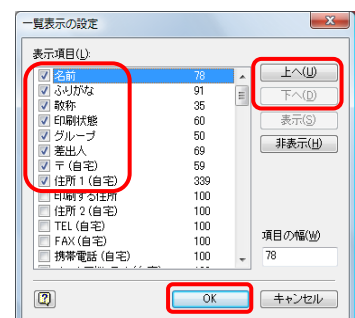 一覧表示の設定
表示項目(L):
名前 78
ふりがな 91
敬称 35
印刷状態 60
グループ 50
差出人 69
〒(自宅) 59
住所1(自宅) 339
印刷する住所 100
住所2(自宅) 100
TEL(自宅) 100
FAX(自宅) 100
携帯電話(自宅) 100
上へ(U)
下へ(D)
表示(S)
非表示(H)
項目の幅(W)
78
OK
キャンセル